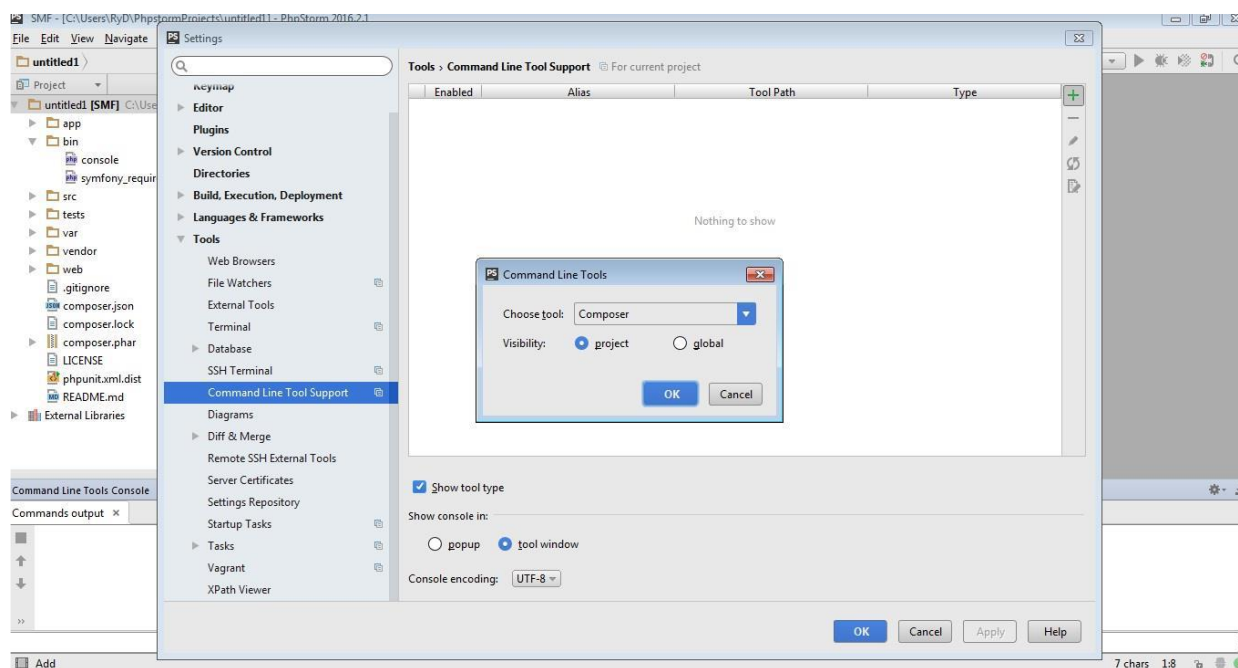 SMF - [C:\Users\RyD\PhpstormProjects\untitled1] - PhpStorm 2016.2.1
File Edit View Navigate
untitled1
Project
untitled1 [SMF] C:\Use
app
bin
console
symfony_requir
src
tests
var
vendor
web
.gitignore
composer.json
composer.lock
composer.phar
LICENSE
phpunit.xml.dist
README.md
External Libraries
Command Line Tools Console
Commands output ×
Add
Settings
Keymap
Editor
Plugins
Version Control
Directories
Build, Execution, Deployment
Languages & Frameworks
Tools
Web Browsers
File Watchers
External Tools
Terminal
Database
SSH Terminal
Command Line Tool Support
Diagrams
Diff & Merge
Remote SSH External Tools
Server Certificates
Settings Repository
Startup Tasks
Tasks
Vagrant
XPath Viewer
Tools › Command Line Tool Support For current project
Enabled Alias Tool Path Type
Nothing to show
Command Line Tools
Choose tool: Composer
Visibility: project global
OK Cancel
Show tool type
Show console in:
popup tool window
Console encoding: UTF-8
OK Cancel Apply Help
7 chars 1:8